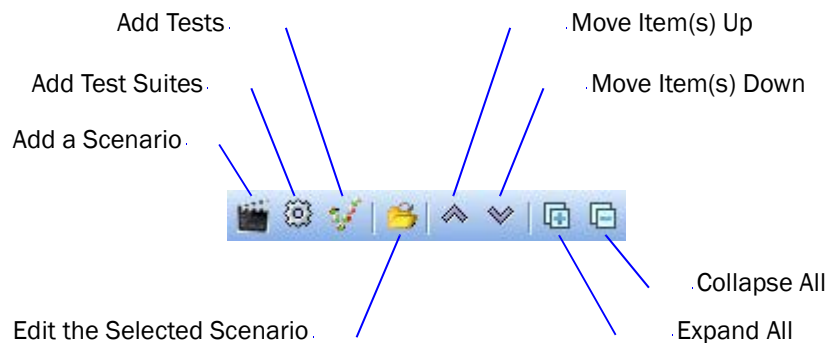 Add Tests
Move Item(s) Up
Add Test Suites
Move Item(s) Down
Add a Scenario
Collapse All
Edit the Selected Scenario
Expand All